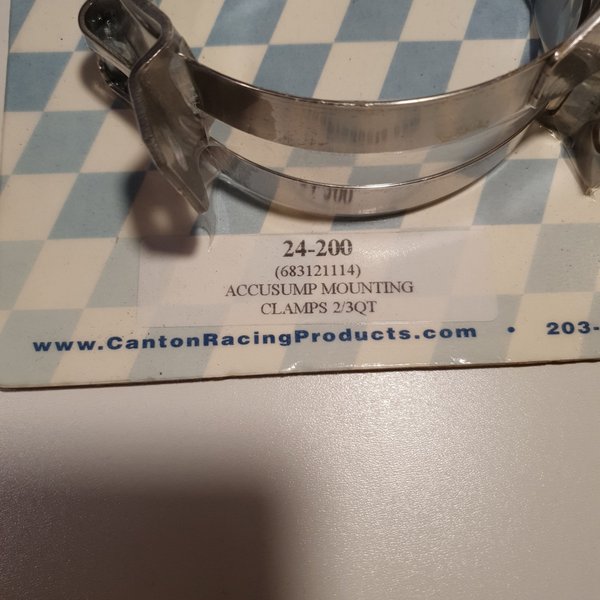 24-200
(683121114)
ACCUSUMP MOUNTING
CLAMPS 2/3QT
www.CantonRacingProducts.com • 203-